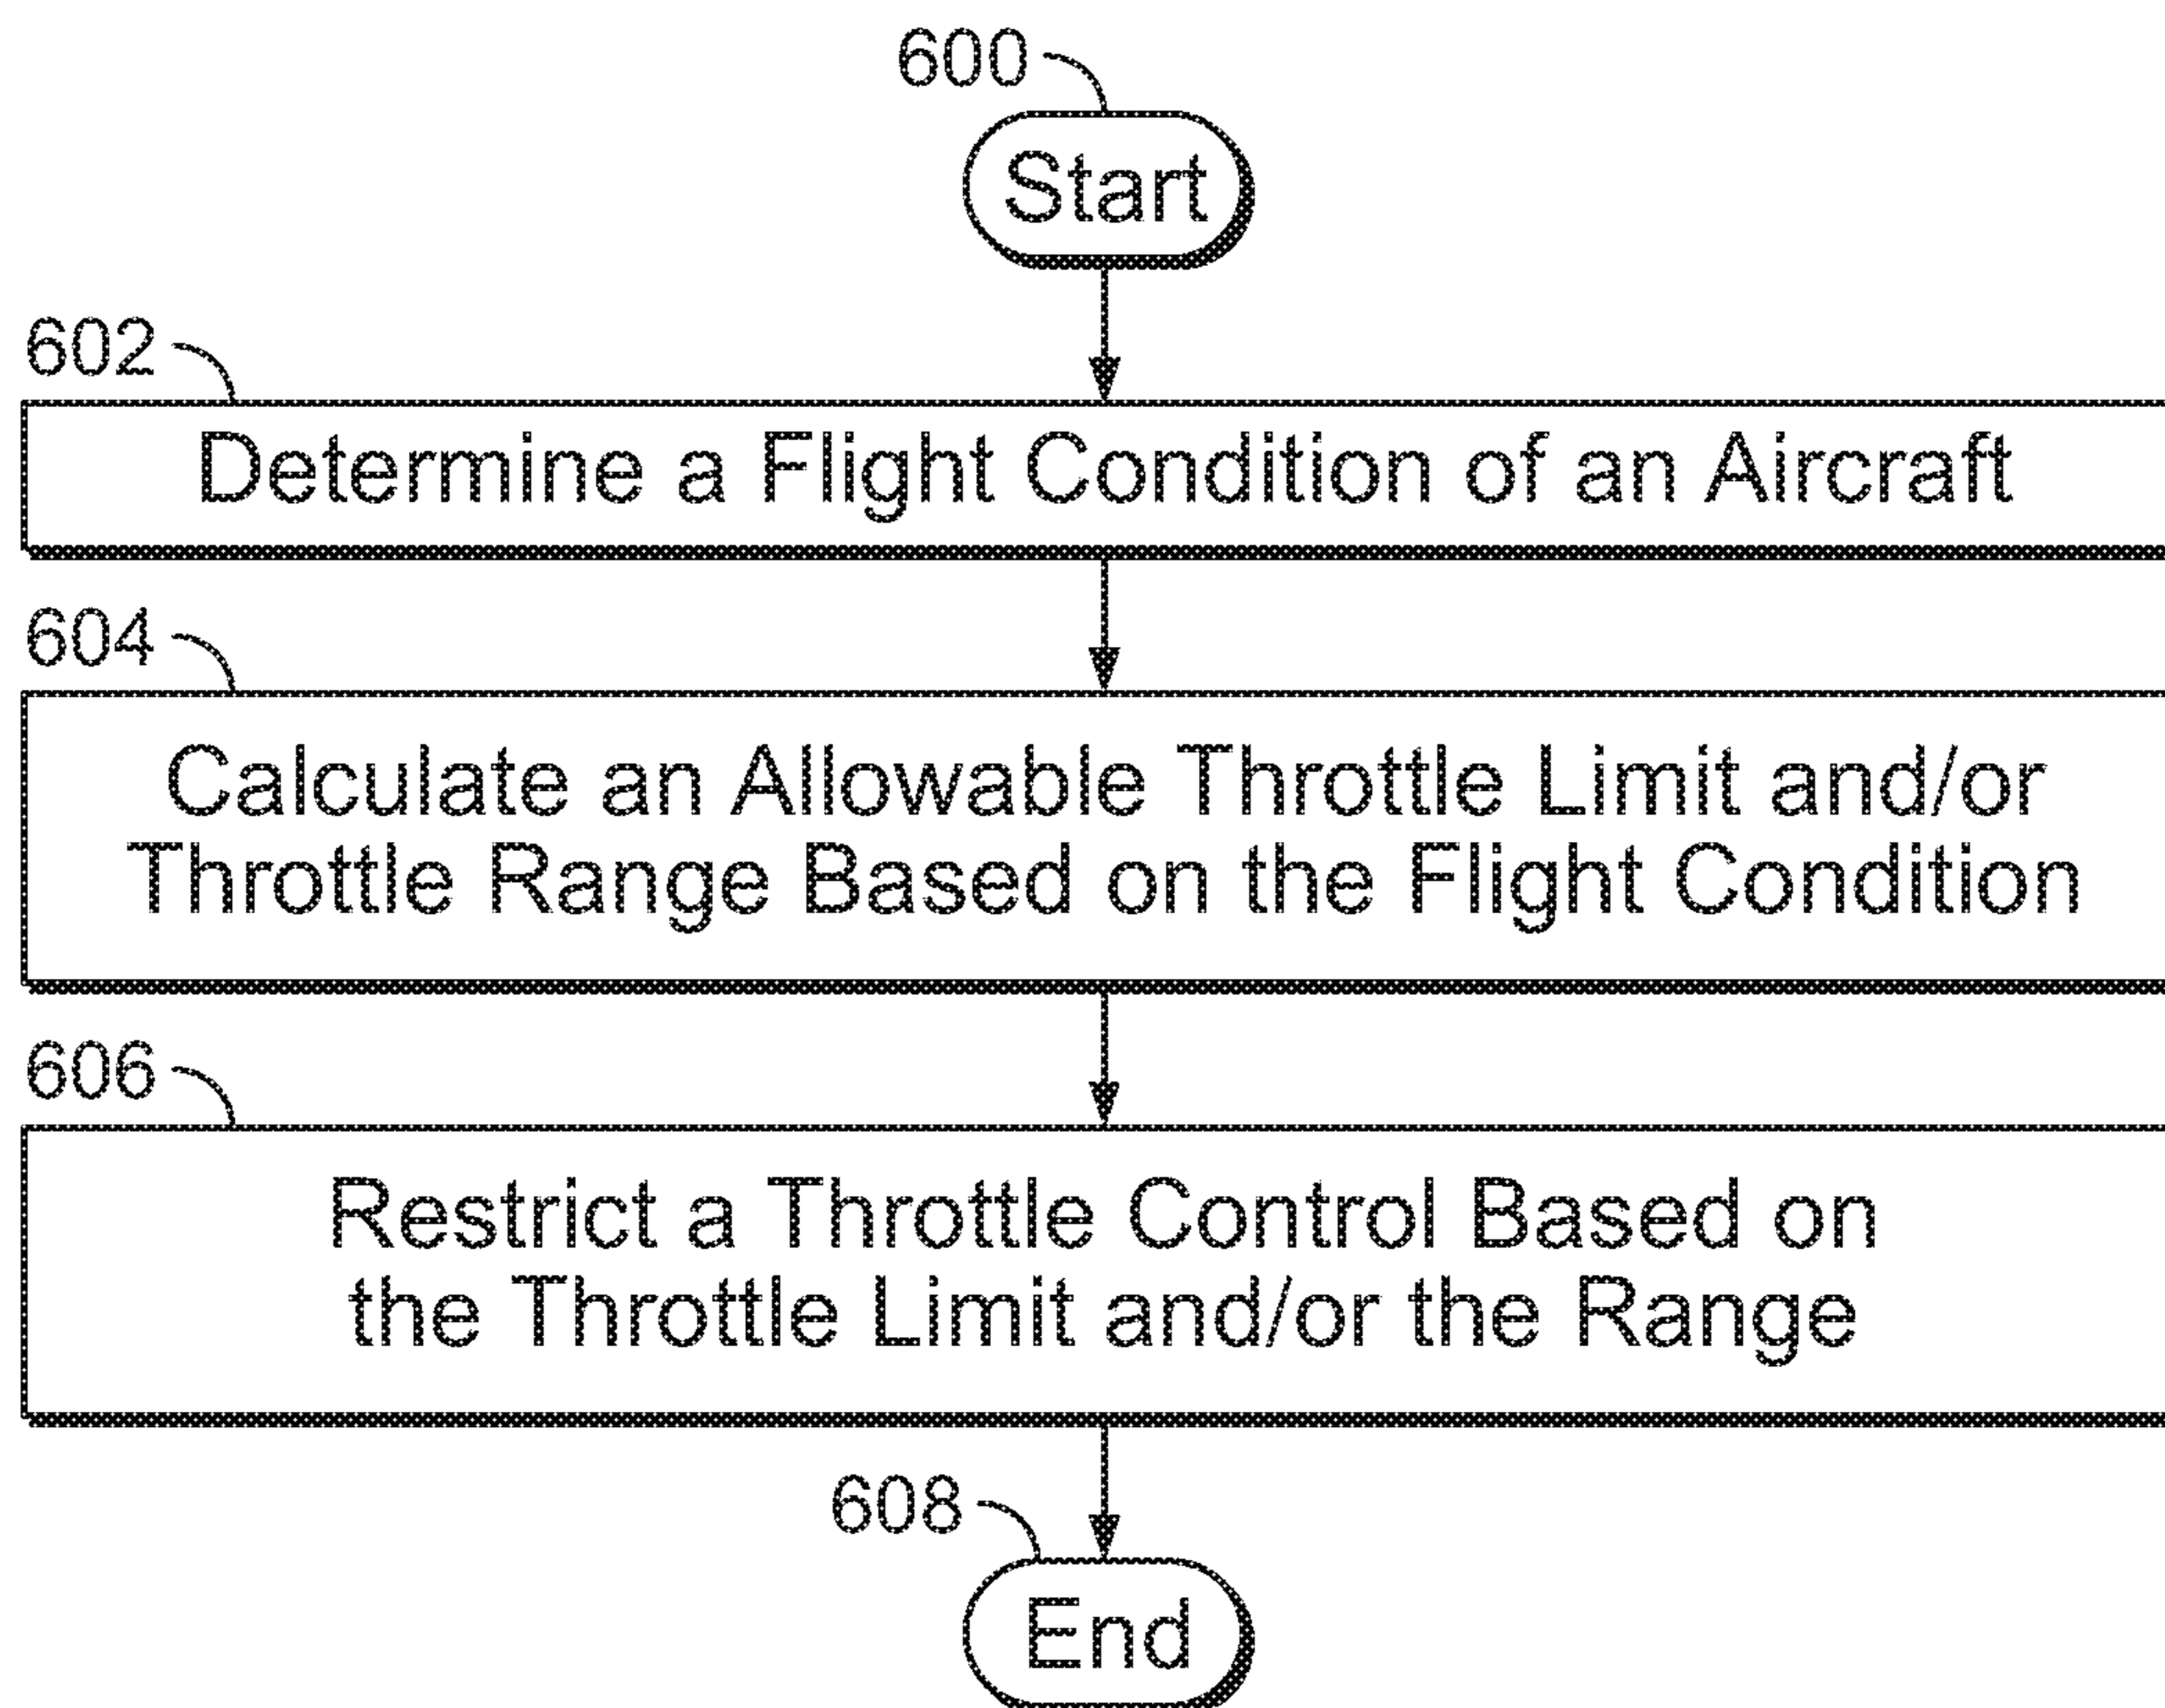 600
Start
602
Determine a Flight Condition of an Aircraft
604
Calculate an Allowable Throttle Limit and/or
Throttle Range Based on the Flight Condition
606
Restrict a Throttle Control Based on
the Throttle Limit and/or the Range
608
End